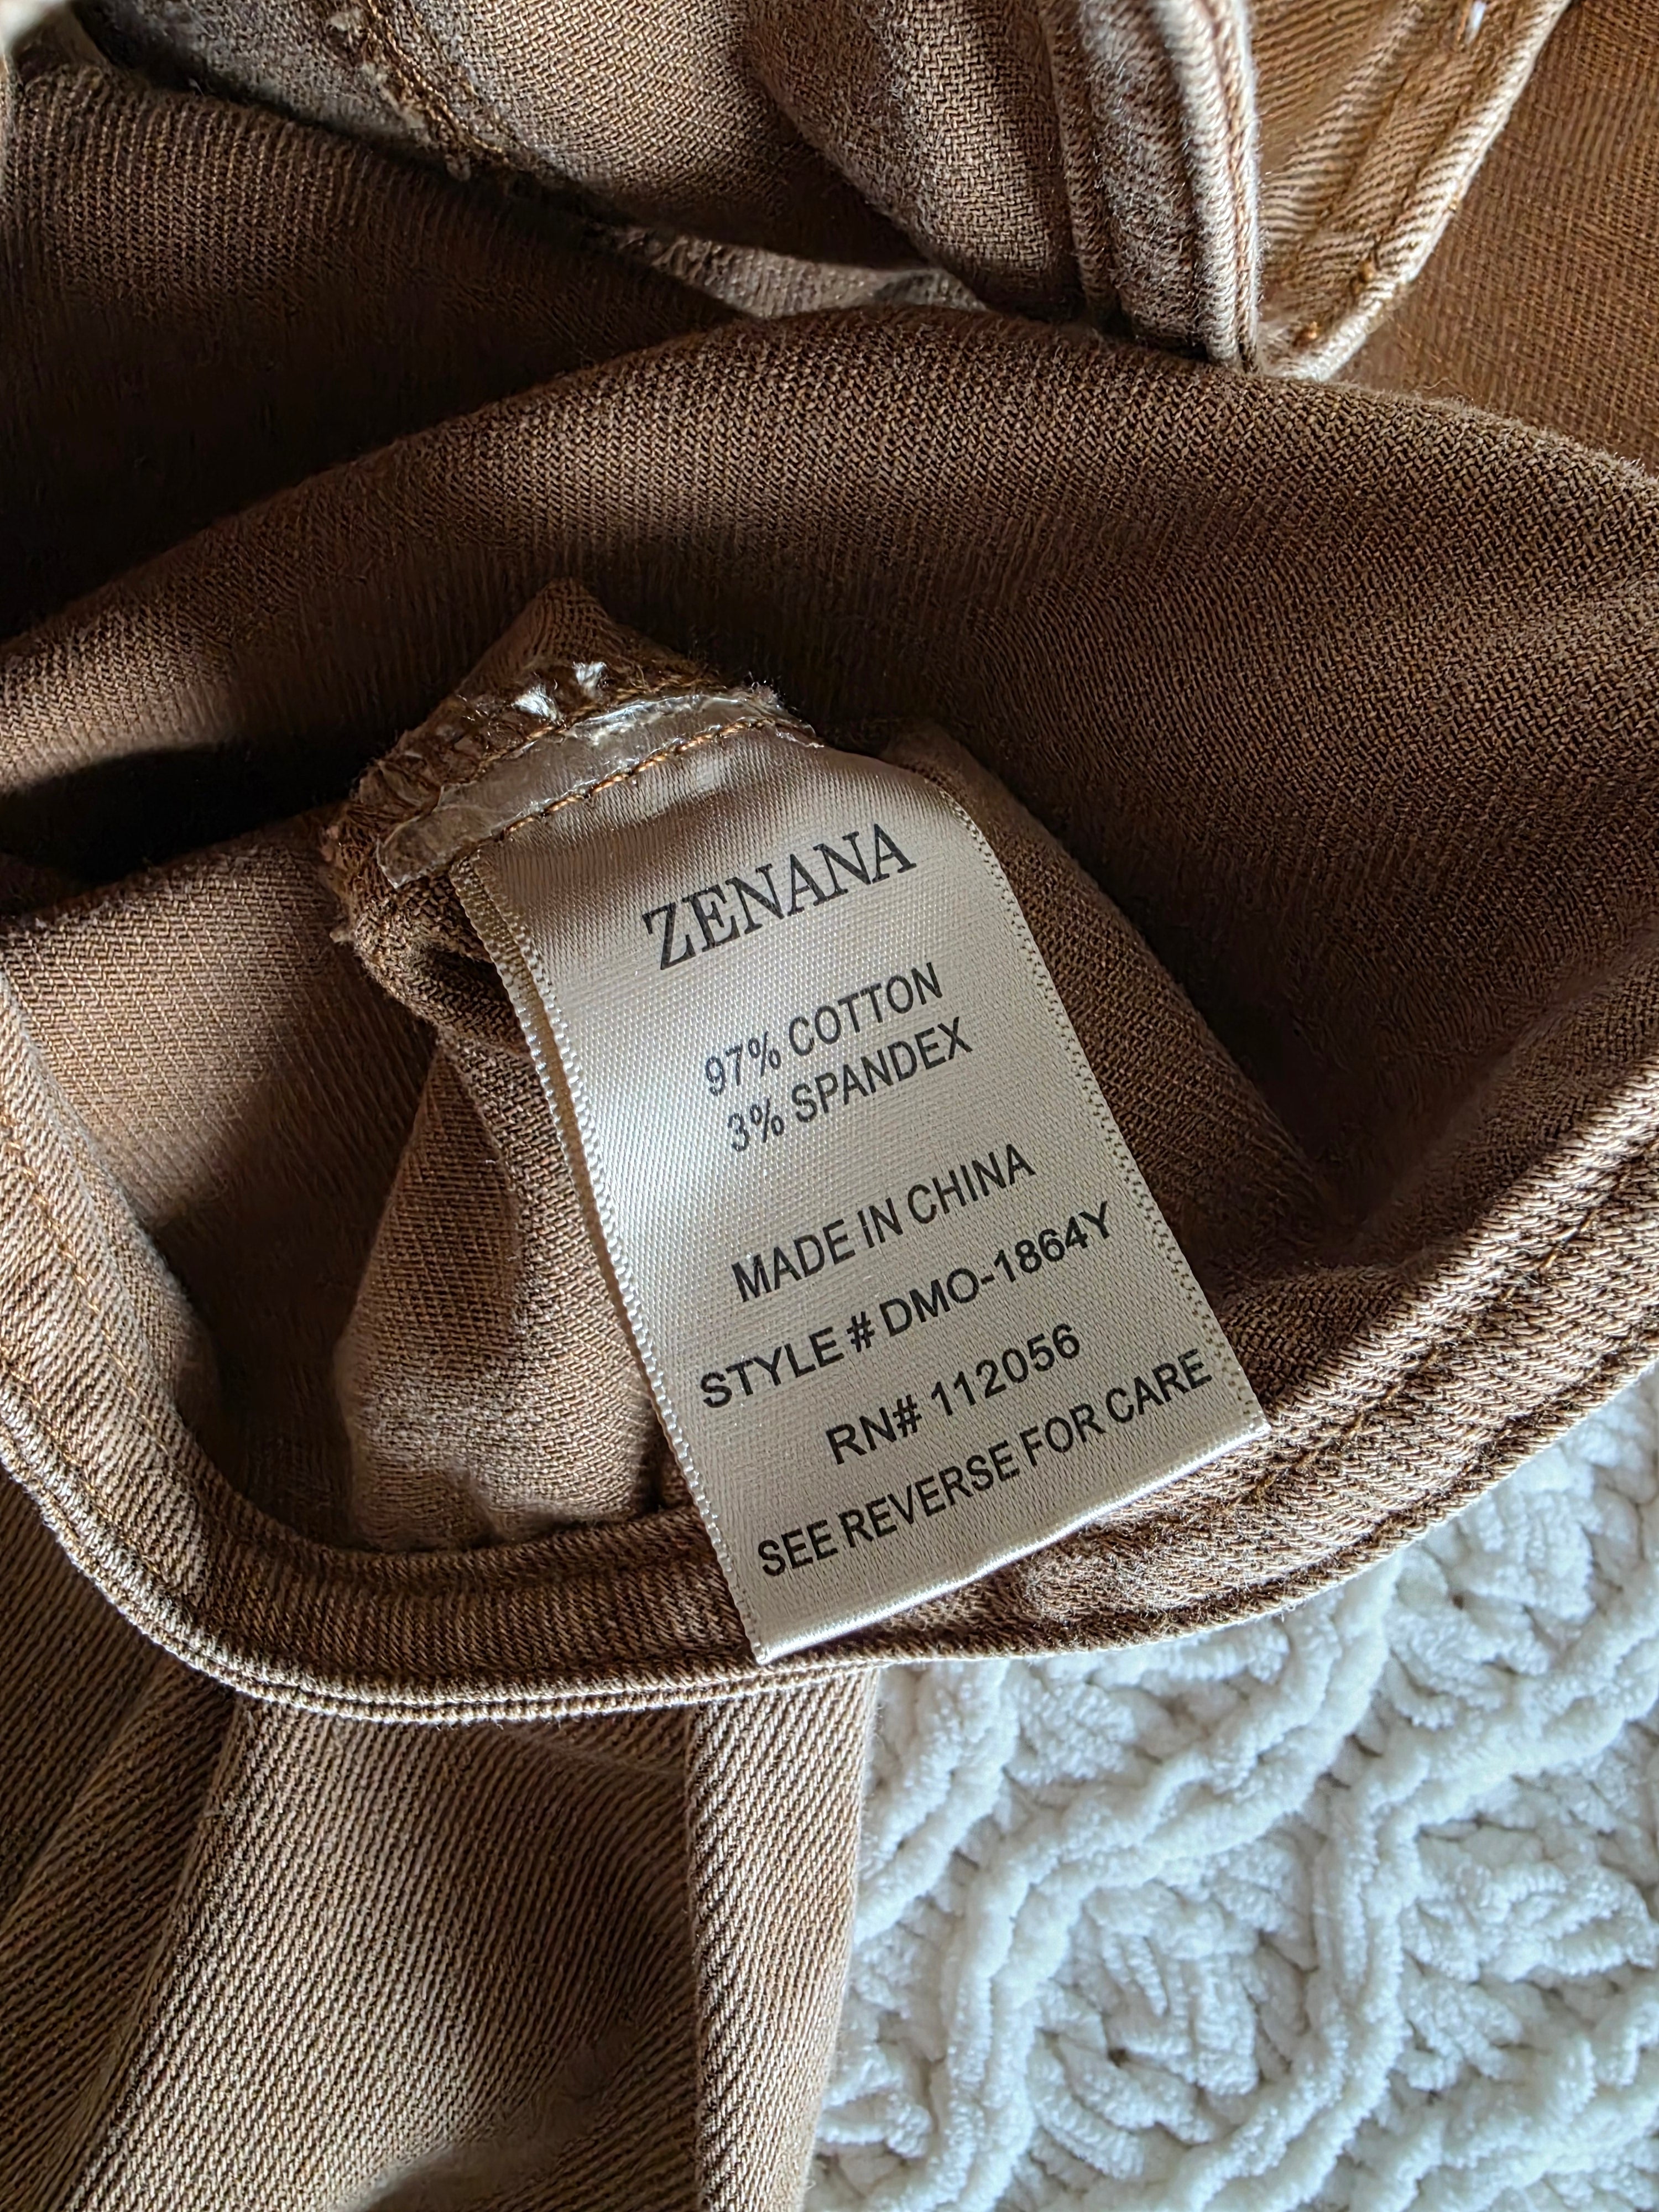 ZENANA
97% COTTON
3% SPANDEX
MADE IN CHINA
STYLE # DMO-1864Y
RN# 112056
SEE REVERSE FOR CARE